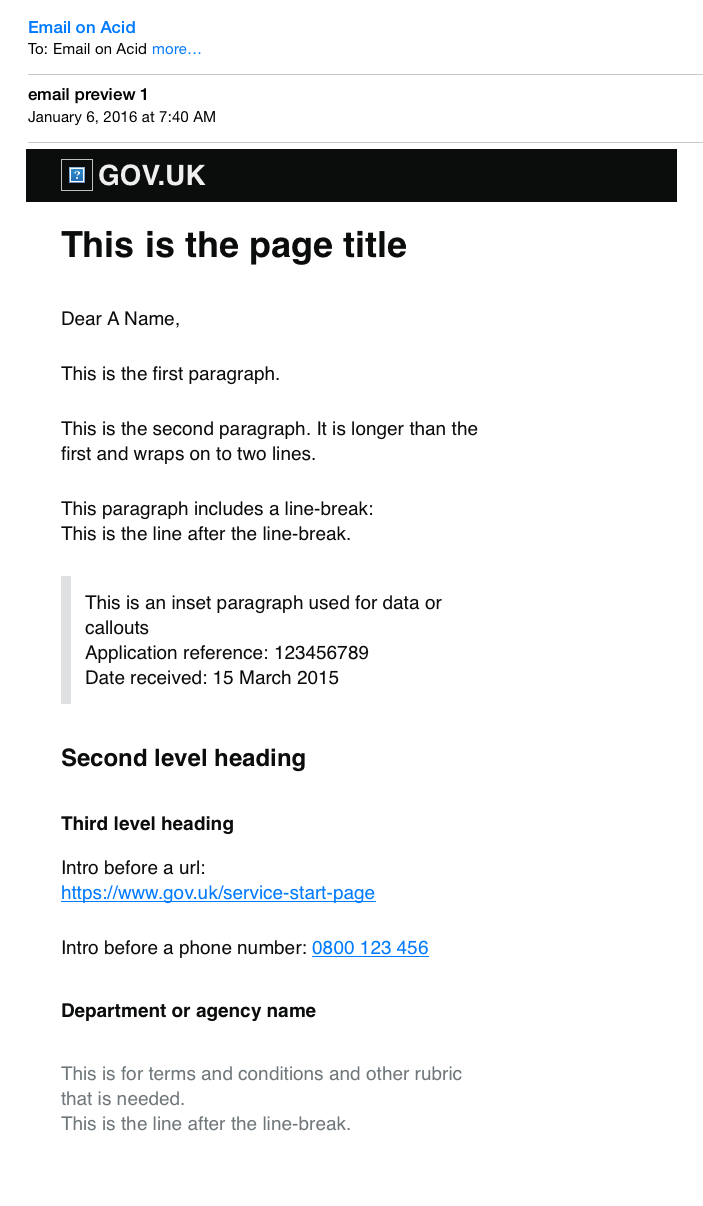 Email on Acid
To: Email on Acid more...
email preview 1
January 6, 2016 at 7:40 AM
? GOV.UK
This is the page title
Dear A Name,
This is the first paragraph.
This is the second paragraph. It is longer than the
first and wraps on to two lines.
This paragraph includes a line-break:
This is the line after the line-break.
This is an inset paragraph used for data or
callouts
Application reference: 123456789
Date received: 15 March 2015
Second level heading
Third level heading
Intro before a url:
https://www.gov.uk/service-start-page
Intro before a phone number: 0800 123 456
Department or agency name
This is for terms and conditions and other rubric
that is needed.
This is the line after the line-break.